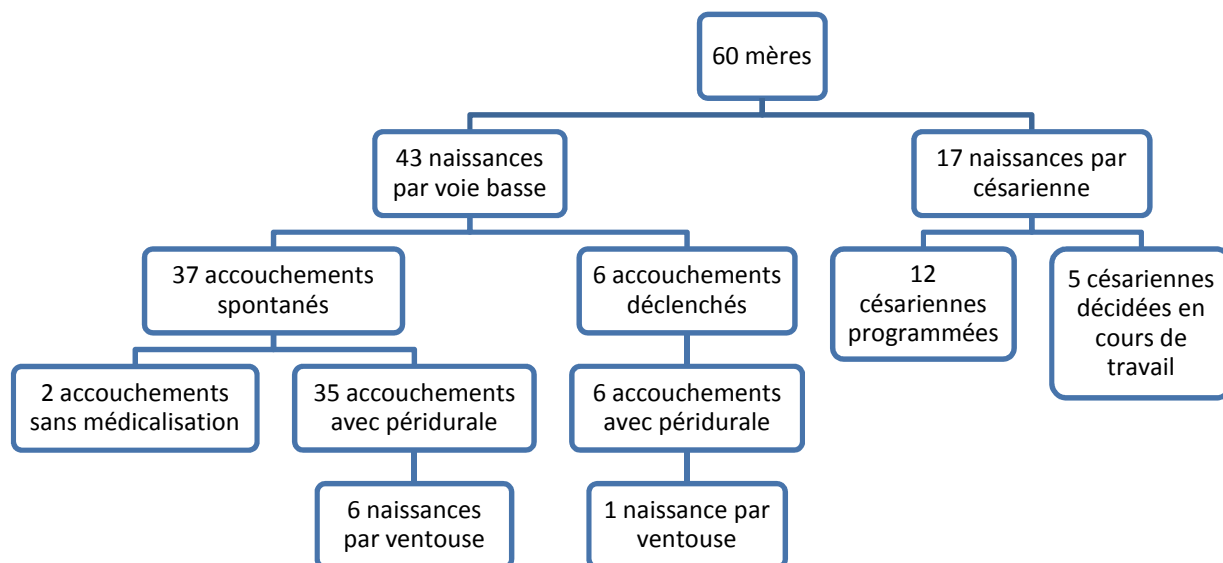 60 mères
43 naissances
par voie basse
17 naissances par
césarienne
37 accouchements
spontanés
6 accouchements
déclenchés
12
césariennes
programmées
5 césariennes
décidées en
cours de
travail
2 accouchements
sans médicalisation
35 accouchements
avec péridurale
6 accouchements
avec péridurale
6 naissances
par ventouse
1 naissance par
ventouse